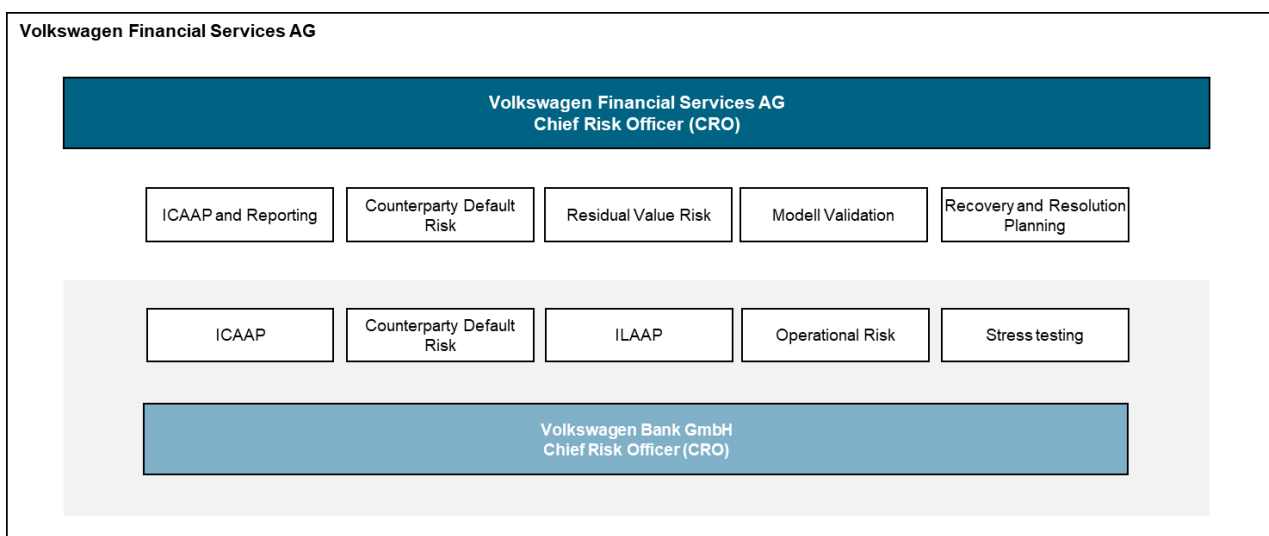 Volkswagen Financial Services AG
Volkswagen Financial Services AG
Chief Risk Officer (CRO)
ICAAP and Reporting
Counterparty Default
Risk
Residual Value Risk
Modell Validation
Recovery and Resolution
Planning
ICAAP
Counterparty Default
Risk
ILAAP
Operational Risk
Stress testing
Volkswagen Bank GmbH
Chief Risk Officer (CRO)